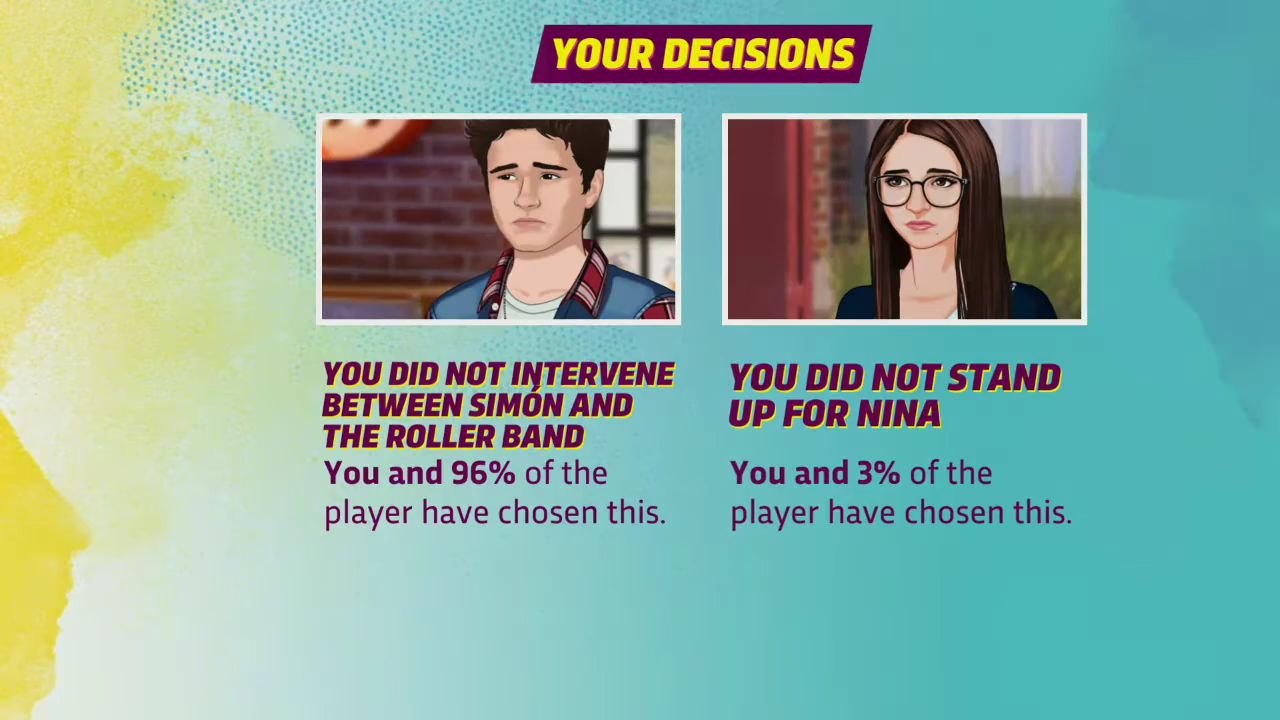 YOUR DECISIONS
YOU DID NOT INTERVENE
BETWEEN SIMÓN AND
THE ROLLER BAND
You and 96% of the
player have chosen this.
YOU DID NOT STAND
UP FOR NINA
You and 3% of the
player have chosen this.